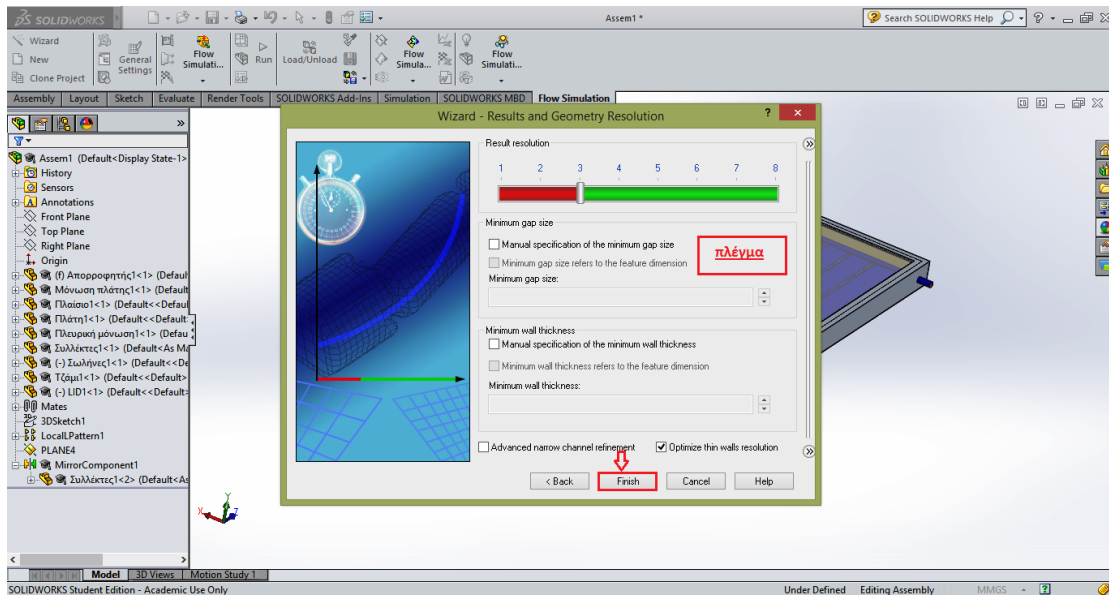 SOLIDWORKS
Assem1 *
Search SOLIDWORKS Help
Wizard
New
Clone Project
General Settings
Flow Simulati...
Run
Load/Unload
Flow Simula...
Flow Simulati...
Assembly
Layout
Sketch
Evaluate
Render Tools
SOLIDWORKS Add-Ins
Simulation
SOLIDWORKS MBD
Flow Simulation
Assem1 (Default<Display State-1>
History
Sensors
Annotations
Front Plane
Top Plane
Right Plane
Origin
(f) Απορροφητής1<1> (Defaul
Μόνωση πλάτης1<1> (Default
Πλαίσιο1<1> (Default<<Defaul
Πλάτη1<1> (Default<<Default
Πλευρική μόνωση1<1> (Defau
Συλλέκτες1<1> (Default<As Ma
(-) Σωλήνες1<1> (Default<<De
Τζάμι1<1> (Default<<Default>
(-) LID1<1> (Default<<Default>
Mates
3DSketch1
LocalLPattern1
PLANE4
MirrorComponent1
Συλλέκτες1<2> (Default<As
Wizard - Results and Geometry Resolution
?
Result resolution
1 2 3 4 5 6 7 8
Minimum gap size
Manual specification of the minimum gap size
Minimum gap size refers to the feature dimension
Minimum gap size:
πλέγμα
Minimum wall thickness
Manual specification of the minimum wall thickness
Minimum wall thickness refers to the feature dimension
Minimum wall thickness:
Advanced narrow channel refinement
Optimize thin walls resolution
< Back
Finish
Cancel
Help
Y
X
Z
Model
3D Views
Motion Study 1
SOLIDWORKS Student Edition - Academic Use Only
Under Defined
Editing Assembly
MMGS